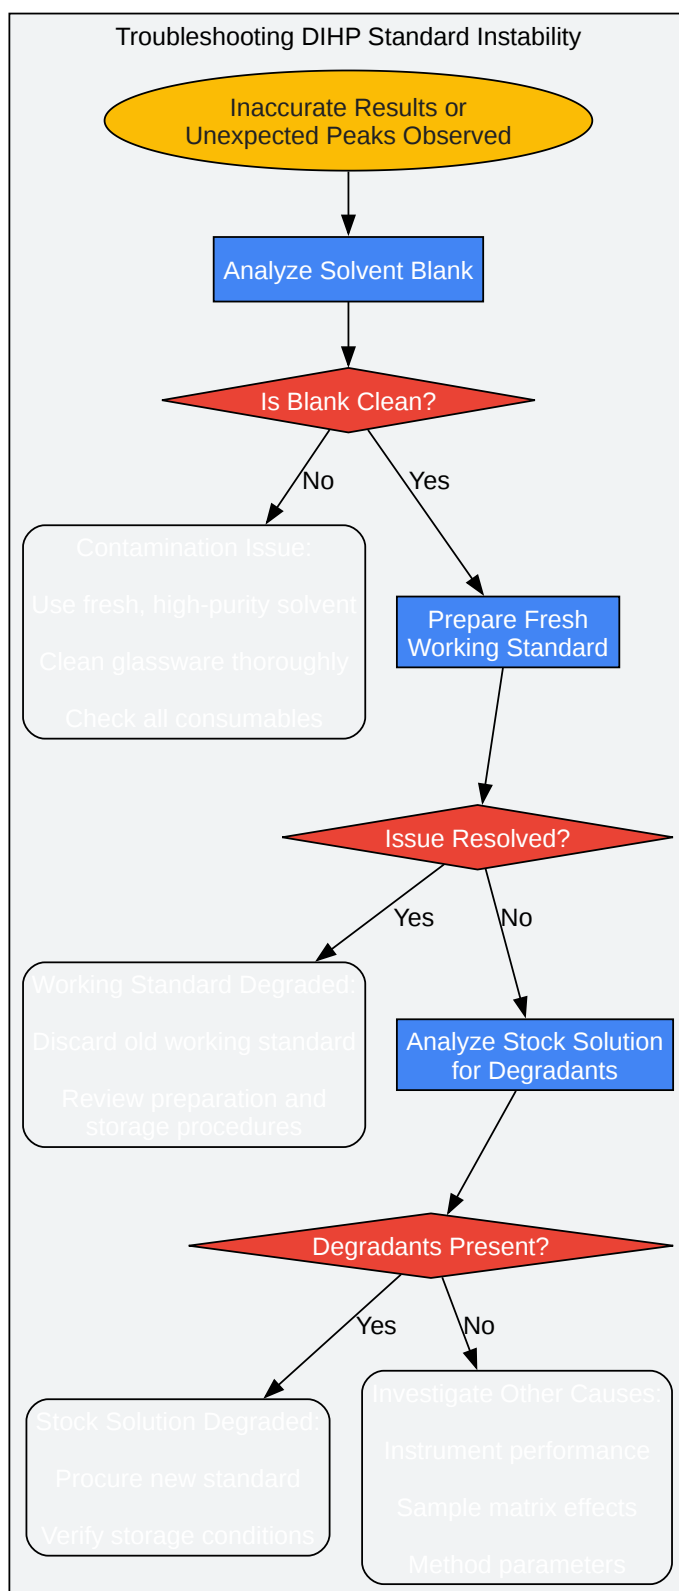 Troubleshooting DIHP Standard Instability
Inaccurate Results or
Unexpected Peaks Observed
Analyze Solvent Blank
Is Blank Clean?
No
Yes
Contamination Issue:
Use fresh, high-purity solvent
Clean glassware thoroughly
Check all consumables
Prepare Fresh
Working Standard
Issue Resolved?
Yes
No
Working Standard Degraded:
Discard old working standard
Review preparation and
storage procedures
Analyze Stock Solution
for Degradants
Degradants Present?
Yes
No
Stock Solution Degraded:
Procure new standard
Verify storage conditions
Investigate Other Causes:
Instrument performance
Sample matrix effects
Method parameters